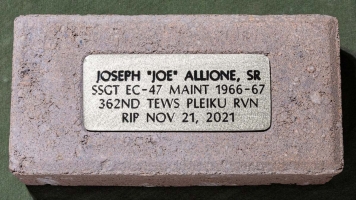 JOSEPH "JOE" ALLIONE, SR
SSGT EC-47 MAINT 1966-67
362ND TEWS PLEIKU RVN
RIP NOV 21, 2021